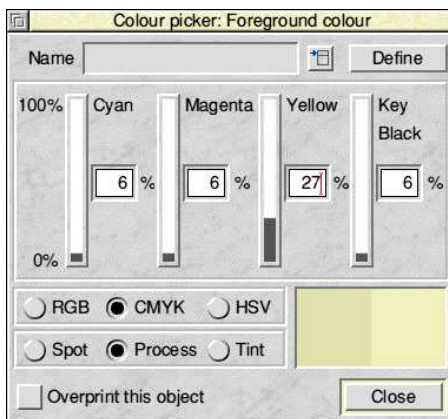 Colour picker: Foreground colour
Name Define
100% Cyan Magenta Yellow Key
Black
6 % 6 % 27 % 6 %
0%
RGB CMYK HSV
Spot Process Tint
Overprint this object Close